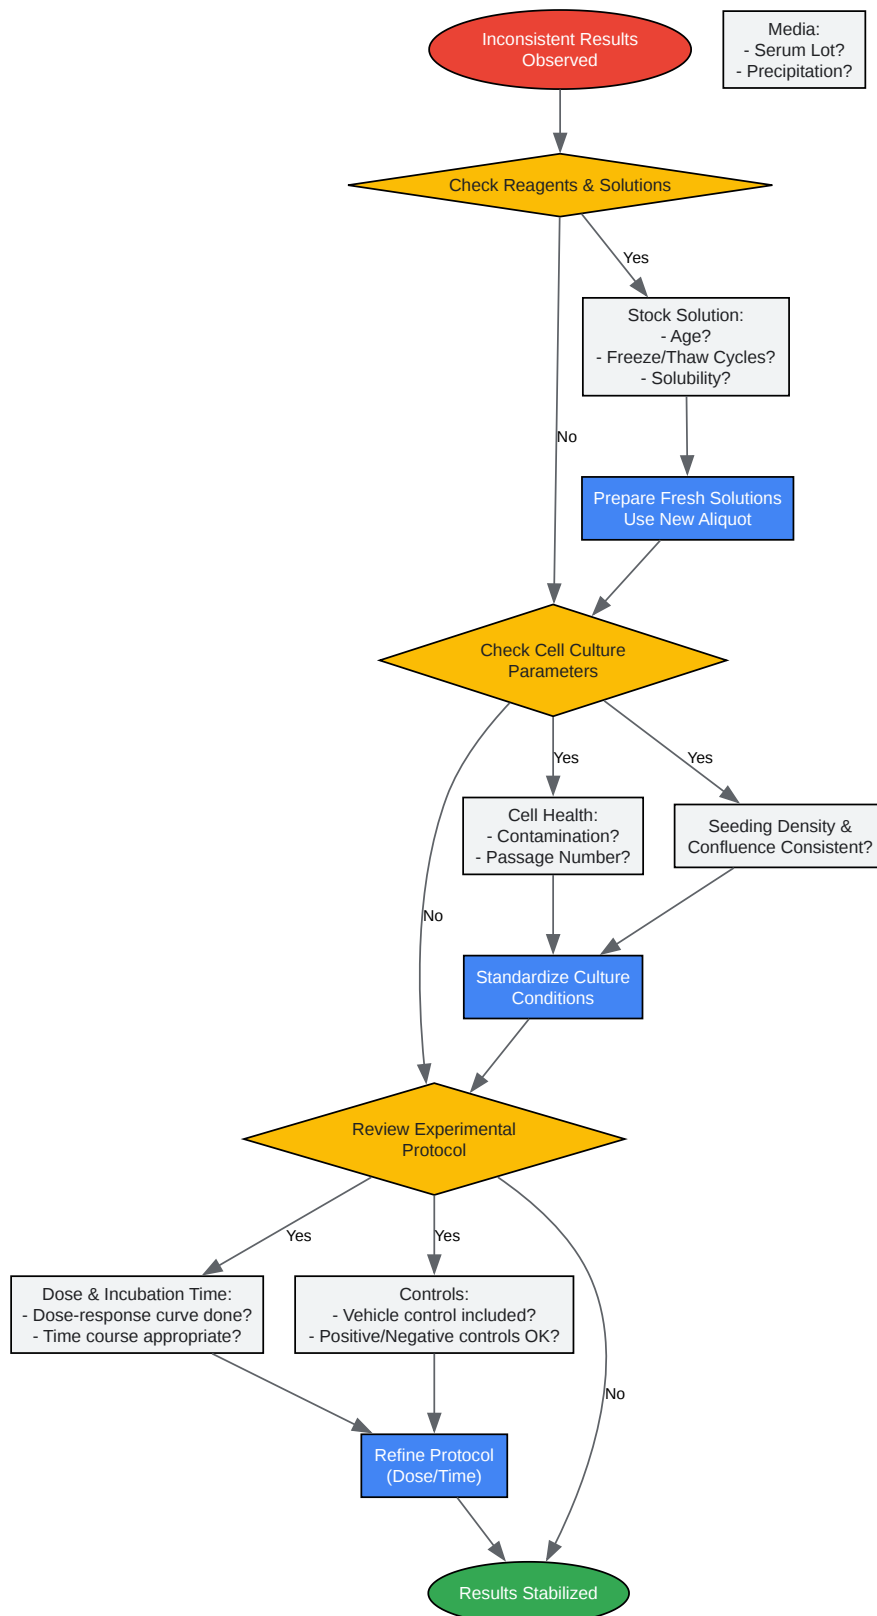 Inconsistent Results
Observed
Media:
- Serum Lot?
- Precipitation?
Check Reagents & Solutions
Yes
Stock Solution:
- Age?
- Freeze/Thaw Cycles?
- Solubility?
No
Prepare Fresh Solutions
Use New Aliquot
Check Cell Culture
Parameters
Yes
Yes
Cell Health:
- Contamination?
- Passage Number?
Seeding Density &
Confluence Consistent?
No
Standardize Culture
Conditions
Review Experimental
Protocol
Yes
Yes
Dose & Incubation Time:
- Dose-response curve done?
- Time course appropriate?
Controls:
- Vehicle control included?
- Positive/Negative controls OK?
No
Refine Protocol
(Dose/Time)
Results Stabilized